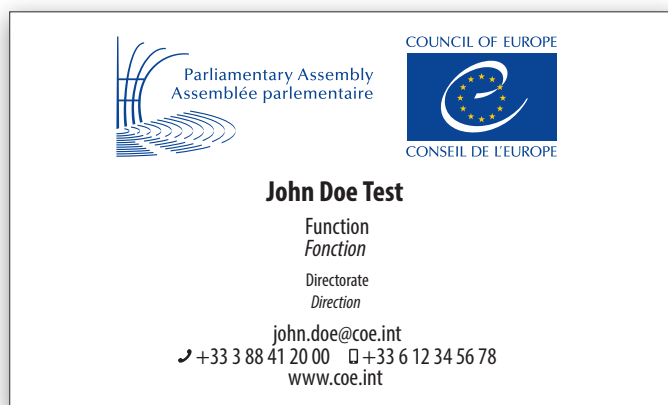 Parliamentary Assembly
Assemblée parlementaire
COUNCIL OF EUROPE
CONSEIL DE L'EUROPE
John Doe Test
Function
Fonction
Directorate
Direction
john.doe@coe.int
+33 3 88 41 20 00 +33 6 12 34 56 78
www.coe.int